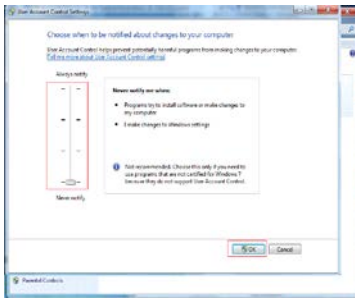 User Account Control Settings
Choose when to be notified about changes to your computer
User Account Control helps prevent potentially harmful programs from making changes to your computer.
Tell me more about User Account Control settings
Always notify
Never notify me when:
• Programs try to install software or make changes to
my computer
• I make changes to Windows settings
Not recommended. Choose this only if you need to
use programs that are not certified for Windows 7
because they do not support User Account Control.
Never notify
OK
Cancel
Parental Controls